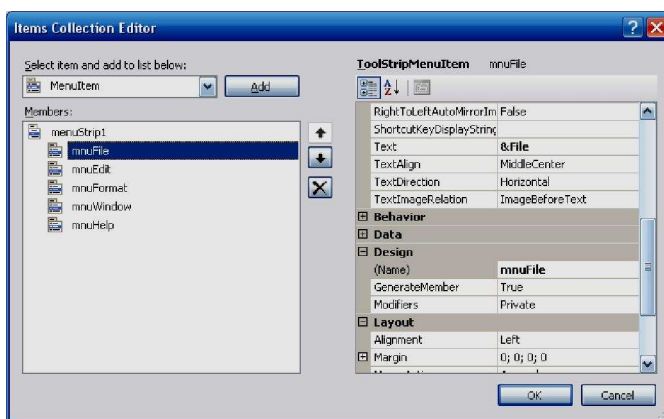 Items Collection Editor
Select item and add to list below:
MenuItem
Add
Members:
menuStrip1
mnuFile
mnuEdit
mnuFormat
mnuWindow
mnuHelp
ToolStripMenuItem mnuFile
RightToLeftAutoMirrorIm False
ShortcutKeyDisplayString
Text &File
TextAlign MiddleCenter
TextDirection Horizontal
TextImageRelation ImageBeforeText
Behavior
Data
Design
(Name) mnuFile
GenerateMember True
Modifiers Private
Layout
Alignment Left
Margin 0; 0; 0; 0
OK Cancel